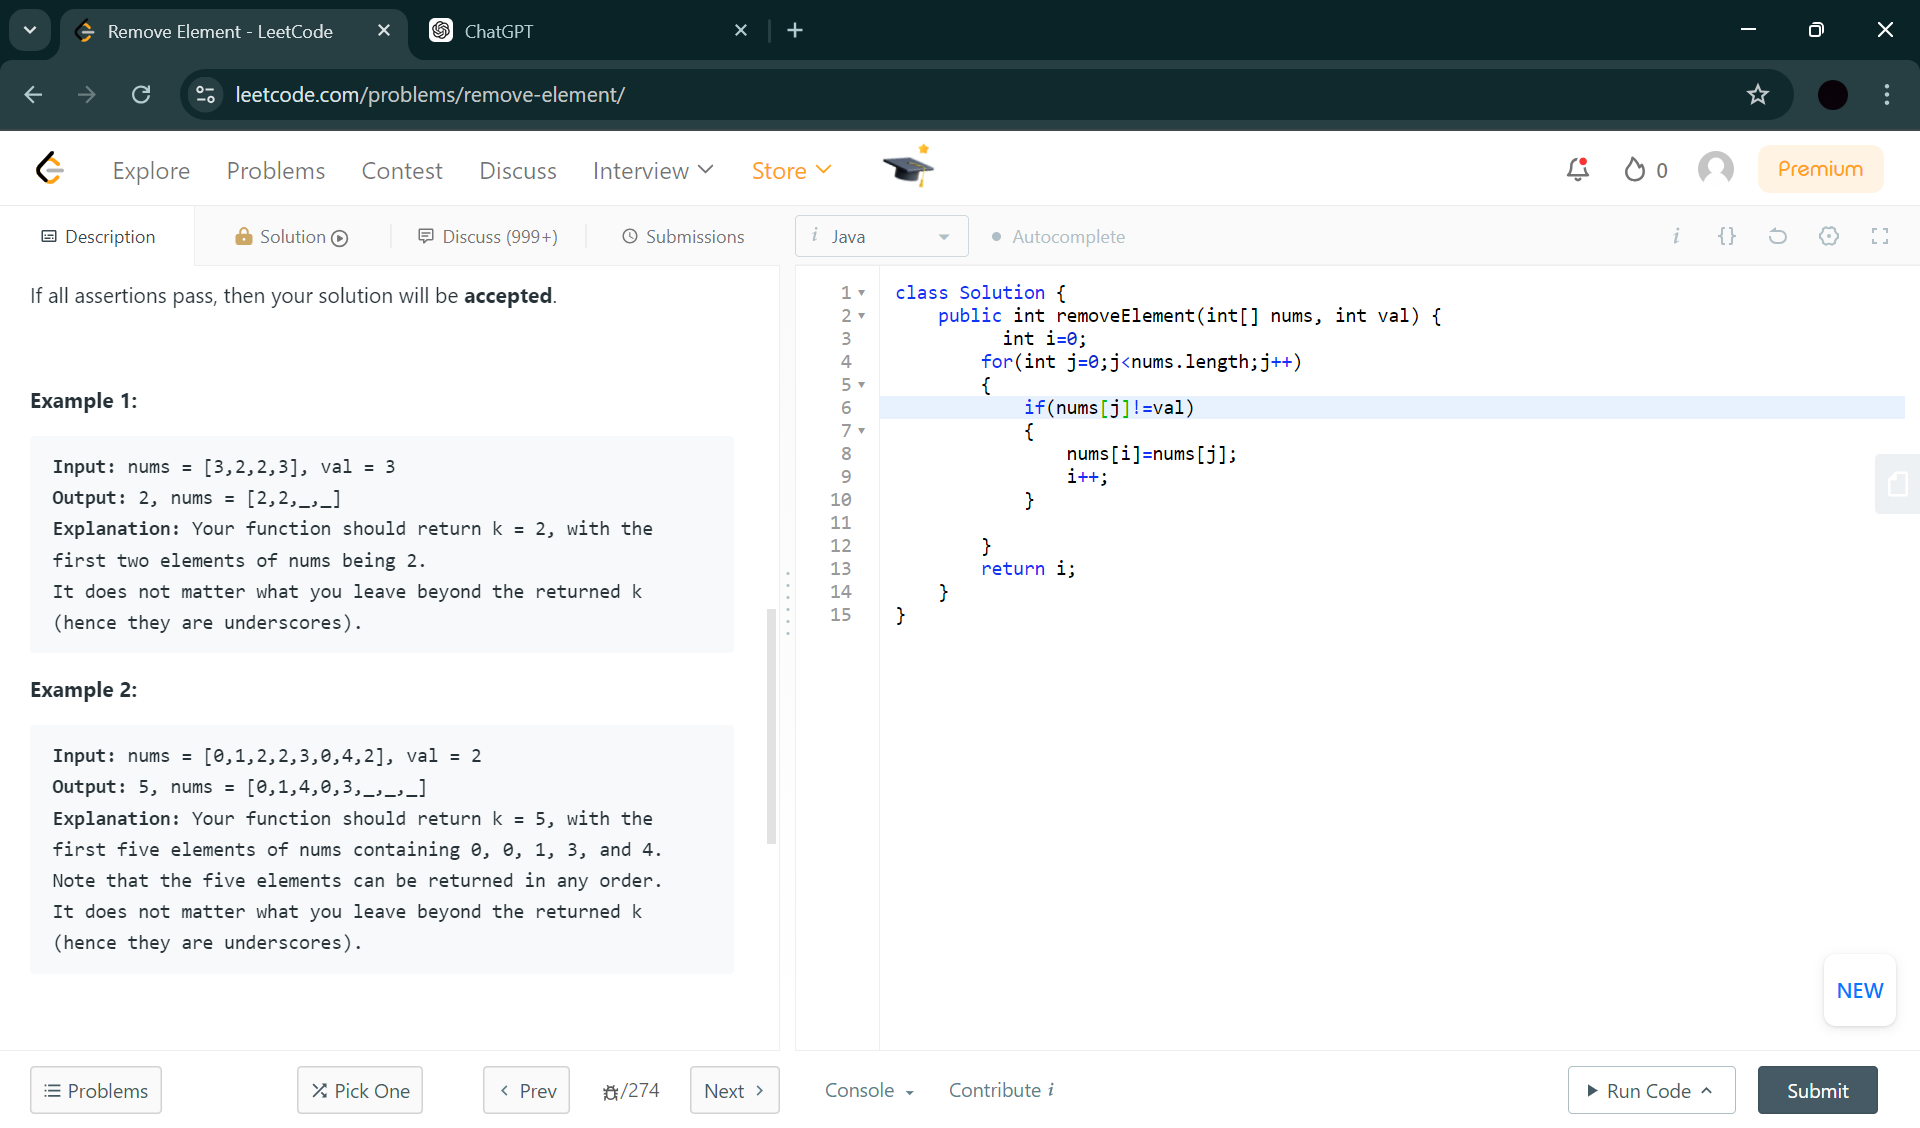 Remove Element - LeetCode
ChatGPT
leetcode.com/problems/remove-element/
Explore Problems Contest Discuss Interview Store
0
Premium
Description
Solution
Discuss (999+)
Submissions
i Java
Autocomplete
i {}
If all assertions pass, then your solution will be accepted.
Example 1:
Input: nums = [3,2,2,3], val = 3
Output: 2, nums = [2,2,_,_]
Explanation: Your function should return k = 2, with the
first two elements of nums being 2.
It does not matter what you leave beyond the returned k
(hence they are underscores).
Example 2:
Input: nums = [0,1,2,2,3,0,4,2], val = 2
Output: 5, nums = [0,1,4,0,3,_,_,_]
Explanation: Your function should return k = 5, with the
first five elements of nums containing 0, 0, 1, 3, and 4.
Note that the five elements can be returned in any order.
It does not matter what you leave beyond the returned k
(hence they are underscores).
1 class Solution {
2 public int removeElement(int[] nums, int val) {
3 int i=0;
4 for(int j=0;j<nums.length;j++)
5 {
6 if(nums[j]!=val)
7 {
8 nums[i]=nums[j];
9 i++;
10 }
11
12 }
13 return i;
14 }
15 }
NEW
Problems
Pick One
Prev
/274
Next
Console
Contribute i
Run Code
Submit